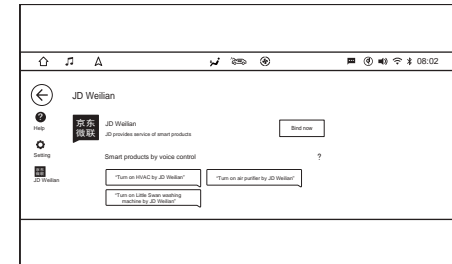 08:02
JD Weilian
Help
京东
微联
JD Weilian
JD provides service of smart products
Bind now
Setting
Smart products by voice control
?
JD Weilian
"Turn on HVAC by JD Weilian"
"Turn on air purifier by JD Weilian"
"Turn on Little Swan washing
machine by JD Weilian"